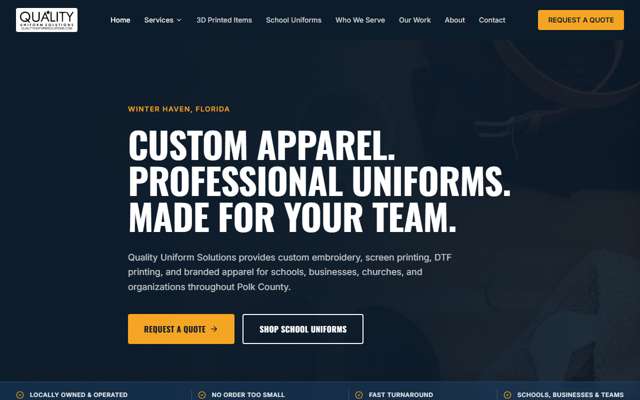 QUALITY
UNIFORM SOLUTIONS
Home
Services
3D Printed Items
School Uniforms
Who We Serve
Our Work
About
Contact
REQUEST A QUOTE
WINTER HAVEN, FLORIDA
CUSTOM APPAREL.
PROFESSIONAL UNIFORMS.
MADE FOR YOUR TEAM.
Quality Uniform Solutions provides custom embroidery, screen printing, DTF
printing, and branded apparel for schools, businesses, churches, and
organizations throughout Polk County.
REQUEST A QUOTE →
SHOP SCHOOL UNIFORMS
LOCALLY OWNED & OPERATED
NO ORDER TOO SMALL
FAST TURNAROUND
SCHOOLS, BUSINESSES & TEAMS